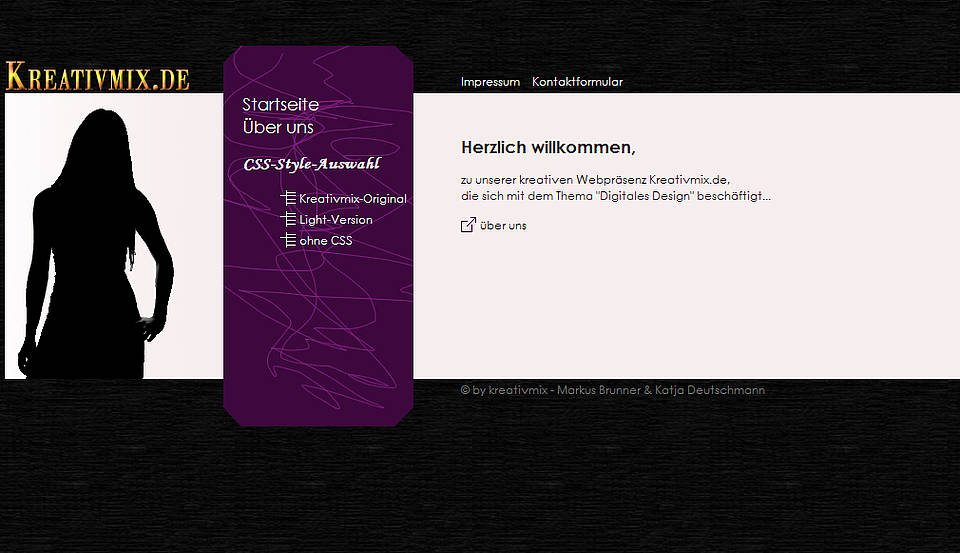 KREATIVMIX.DE
Impressum Kontaktformular
Startseite
Über uns
CSS-Style-Auswahl
Kreativmix-Original
Light-Version
ohne CSS
Herzlich willkommen,
zu unserer kreativen Webpräsenz Kreativmix.de,
die sich mit dem Thema "Digitales Design" beschäftigt...
über uns
© by kreativmix - Markus Brunner & Katja Deutschmann